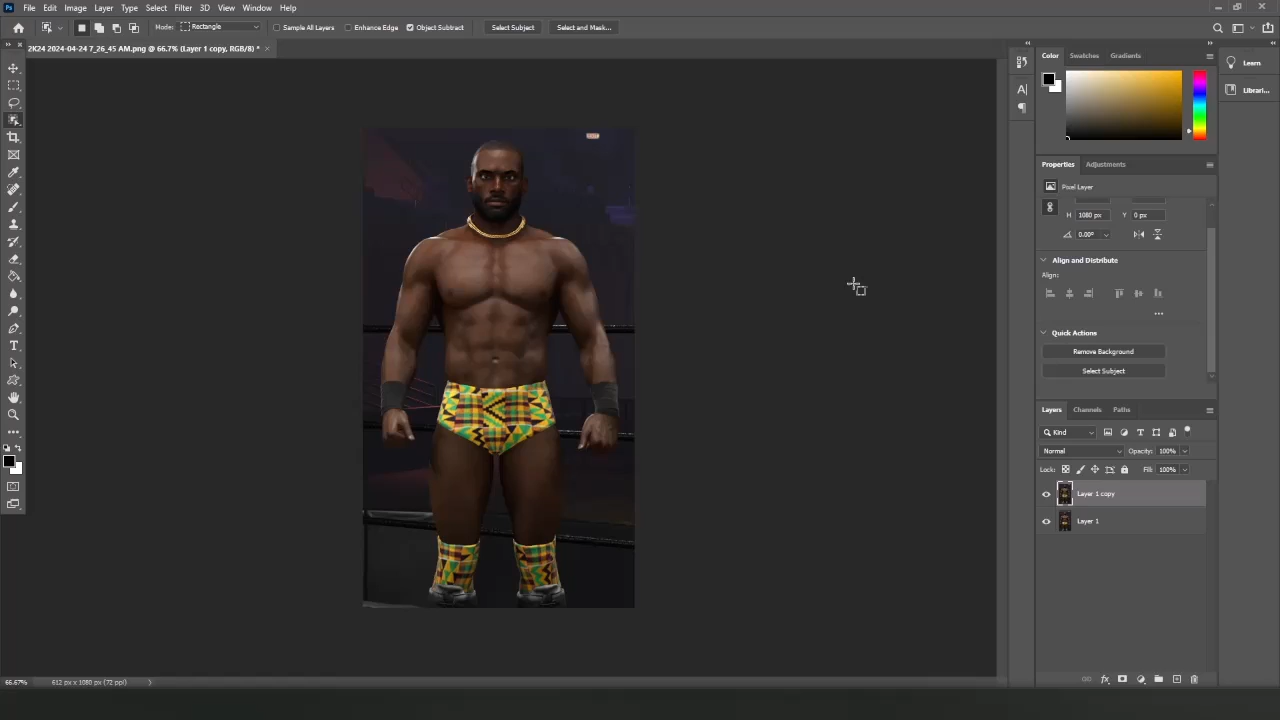 Ps File Edit Image Layer Type Select Filter 3D View Window Help
Mode: Rectangle Sample All Layers Enhance Edge Object Subtract Select Subject Select and Mask...
2K24 2024-04-24 7_26_45 AM.png @ 66.7% (Layer 1 copy, RGB/8) *
Color Swatches Gradients
Learn
Librari...
Properties Adjustments
Pixel Layer
H 1080 px Y 0 px
0.00°
Align and Distribute
Align:
Quick Actions
Remove Background
Select Subject
Layers Channels Paths
Kind
Normal Opacity: 100%
Lock: Fill: 100%
Layer 1 copy
Layer 1
66.67% 612 px x 1080 px (72 ppi)